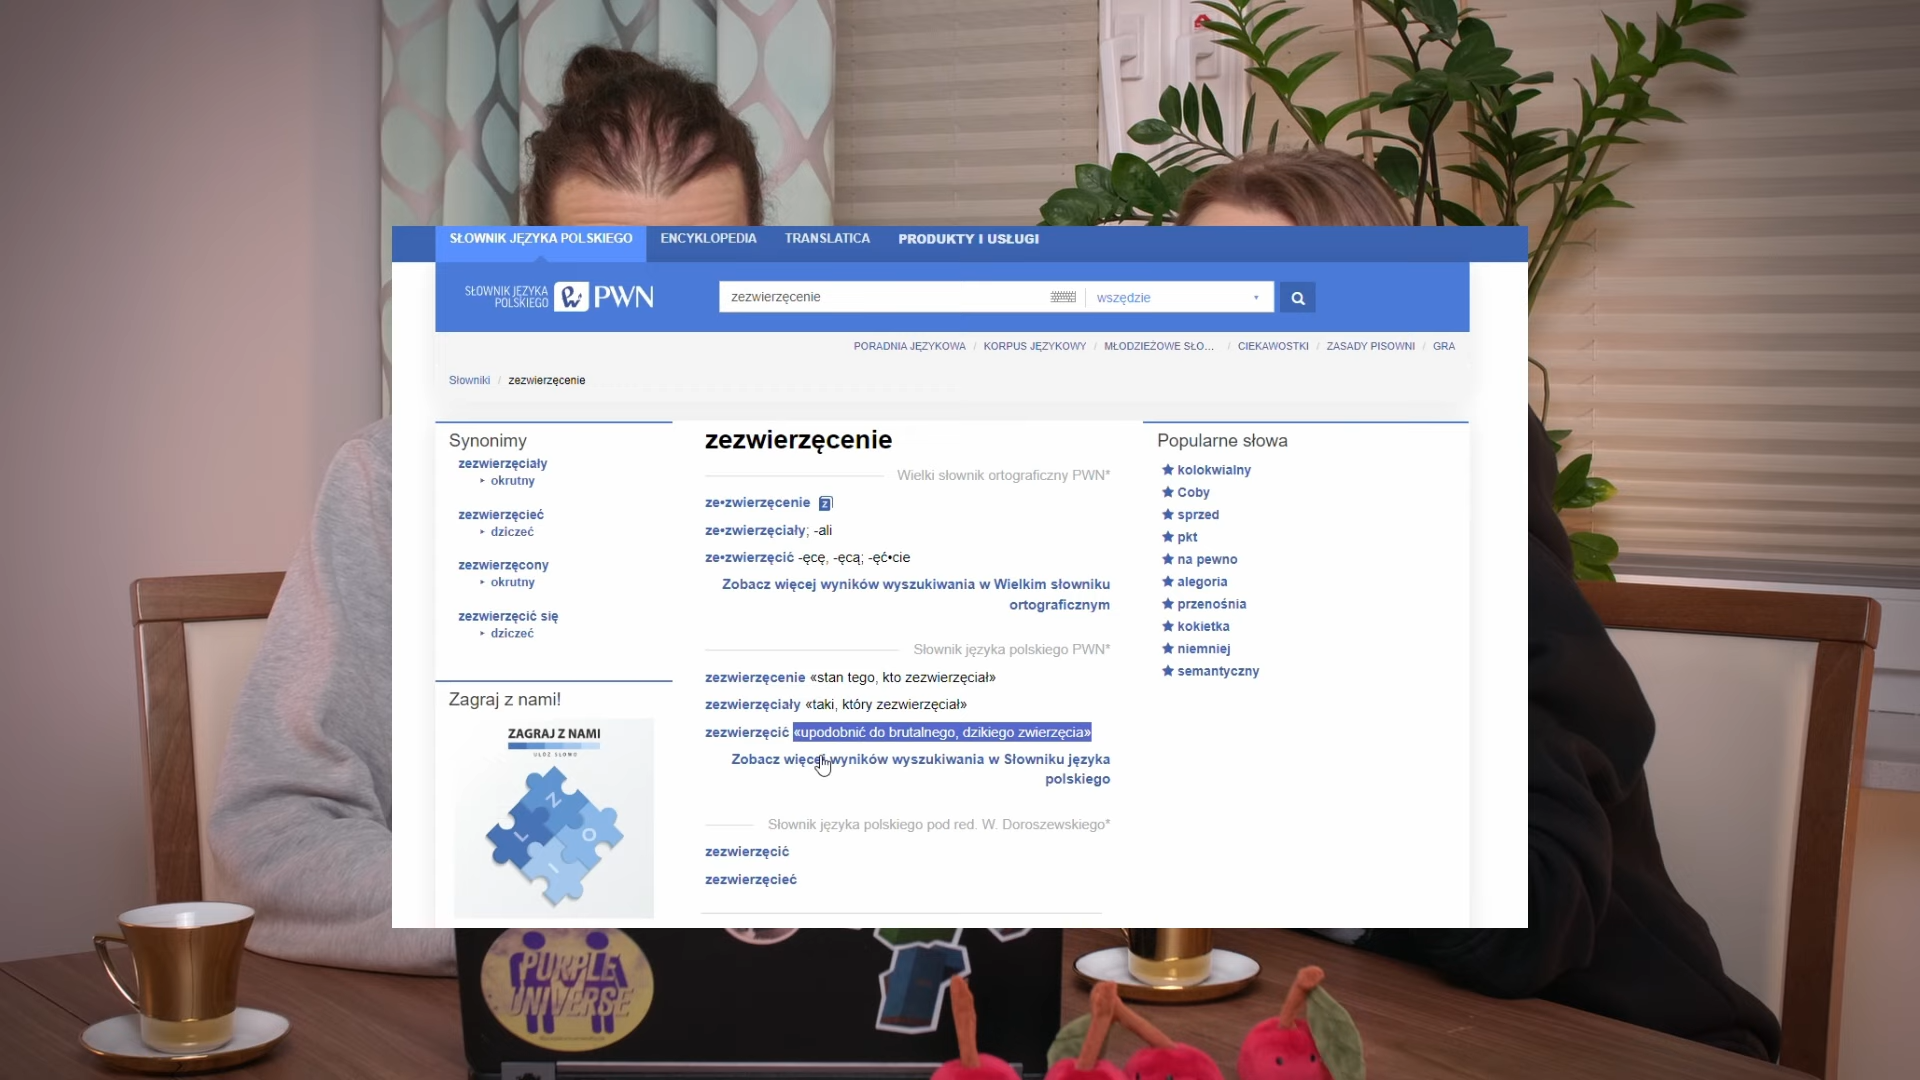 SŁOWNIK JĘZYKA POLSKIEGO ENCYKLOPEDIA TRANSLATICA PRODUKTY I USŁUGI
SŁOWNIK JĘZYKA
POLSKIEGO PWN
zezwierzęcenie wszędzie
PORADNIA JĘZYKOWA / KORPUS JĘZYKOWY / MŁODZIEŻOWE SŁO... / CIEKAWOSTKI / ZASADY PISOWNI / GRA
Słowniki / zezwierzęcenie
Synonimy
zezwierzęciały
okrutny
zezwierzęcieć
dziczeć
zezwierzęcony
okrutny
zezwierzęcić się
dziczeć
Zagraj z nami!
ZAGRAJ Z NAMI
UŁÓŻ SŁOWO
Z
L O
I
zezwierzęcenie
Wielki słownik ortograficzny PWN*
ze•zwierzęcenie Z
ze•zwierzęciały; -ali
ze•zwierzęcić -ęcę, -ęcą; -ęć•cie
Zobacz więcej wyników wyszukiwania w Wielkim słowniku
ortograficznym
Słownik języka polskiego PWN*
zezwierzęcenie «stan tego, kto zezwierzęciał»
zezwierzęciały «taki, który zezwierzęciał»
zezwierzęcić «upodobnić do brutalnego, dzikiego zwierzęcia»
Zobacz więcej wyników wyszukiwania w Słowniku języka
polskiego
Słownik języka polskiego pod red. W. Doroszewskiego*
zezwierzęcić
zezwierzęcieć
Popularne słowa
kolokwialny
Coby
sprzed
pkt
na pewno
alegoria
przenośnia
kokietka
niemniej
semantyczny
PURPLE
UNIVERSE